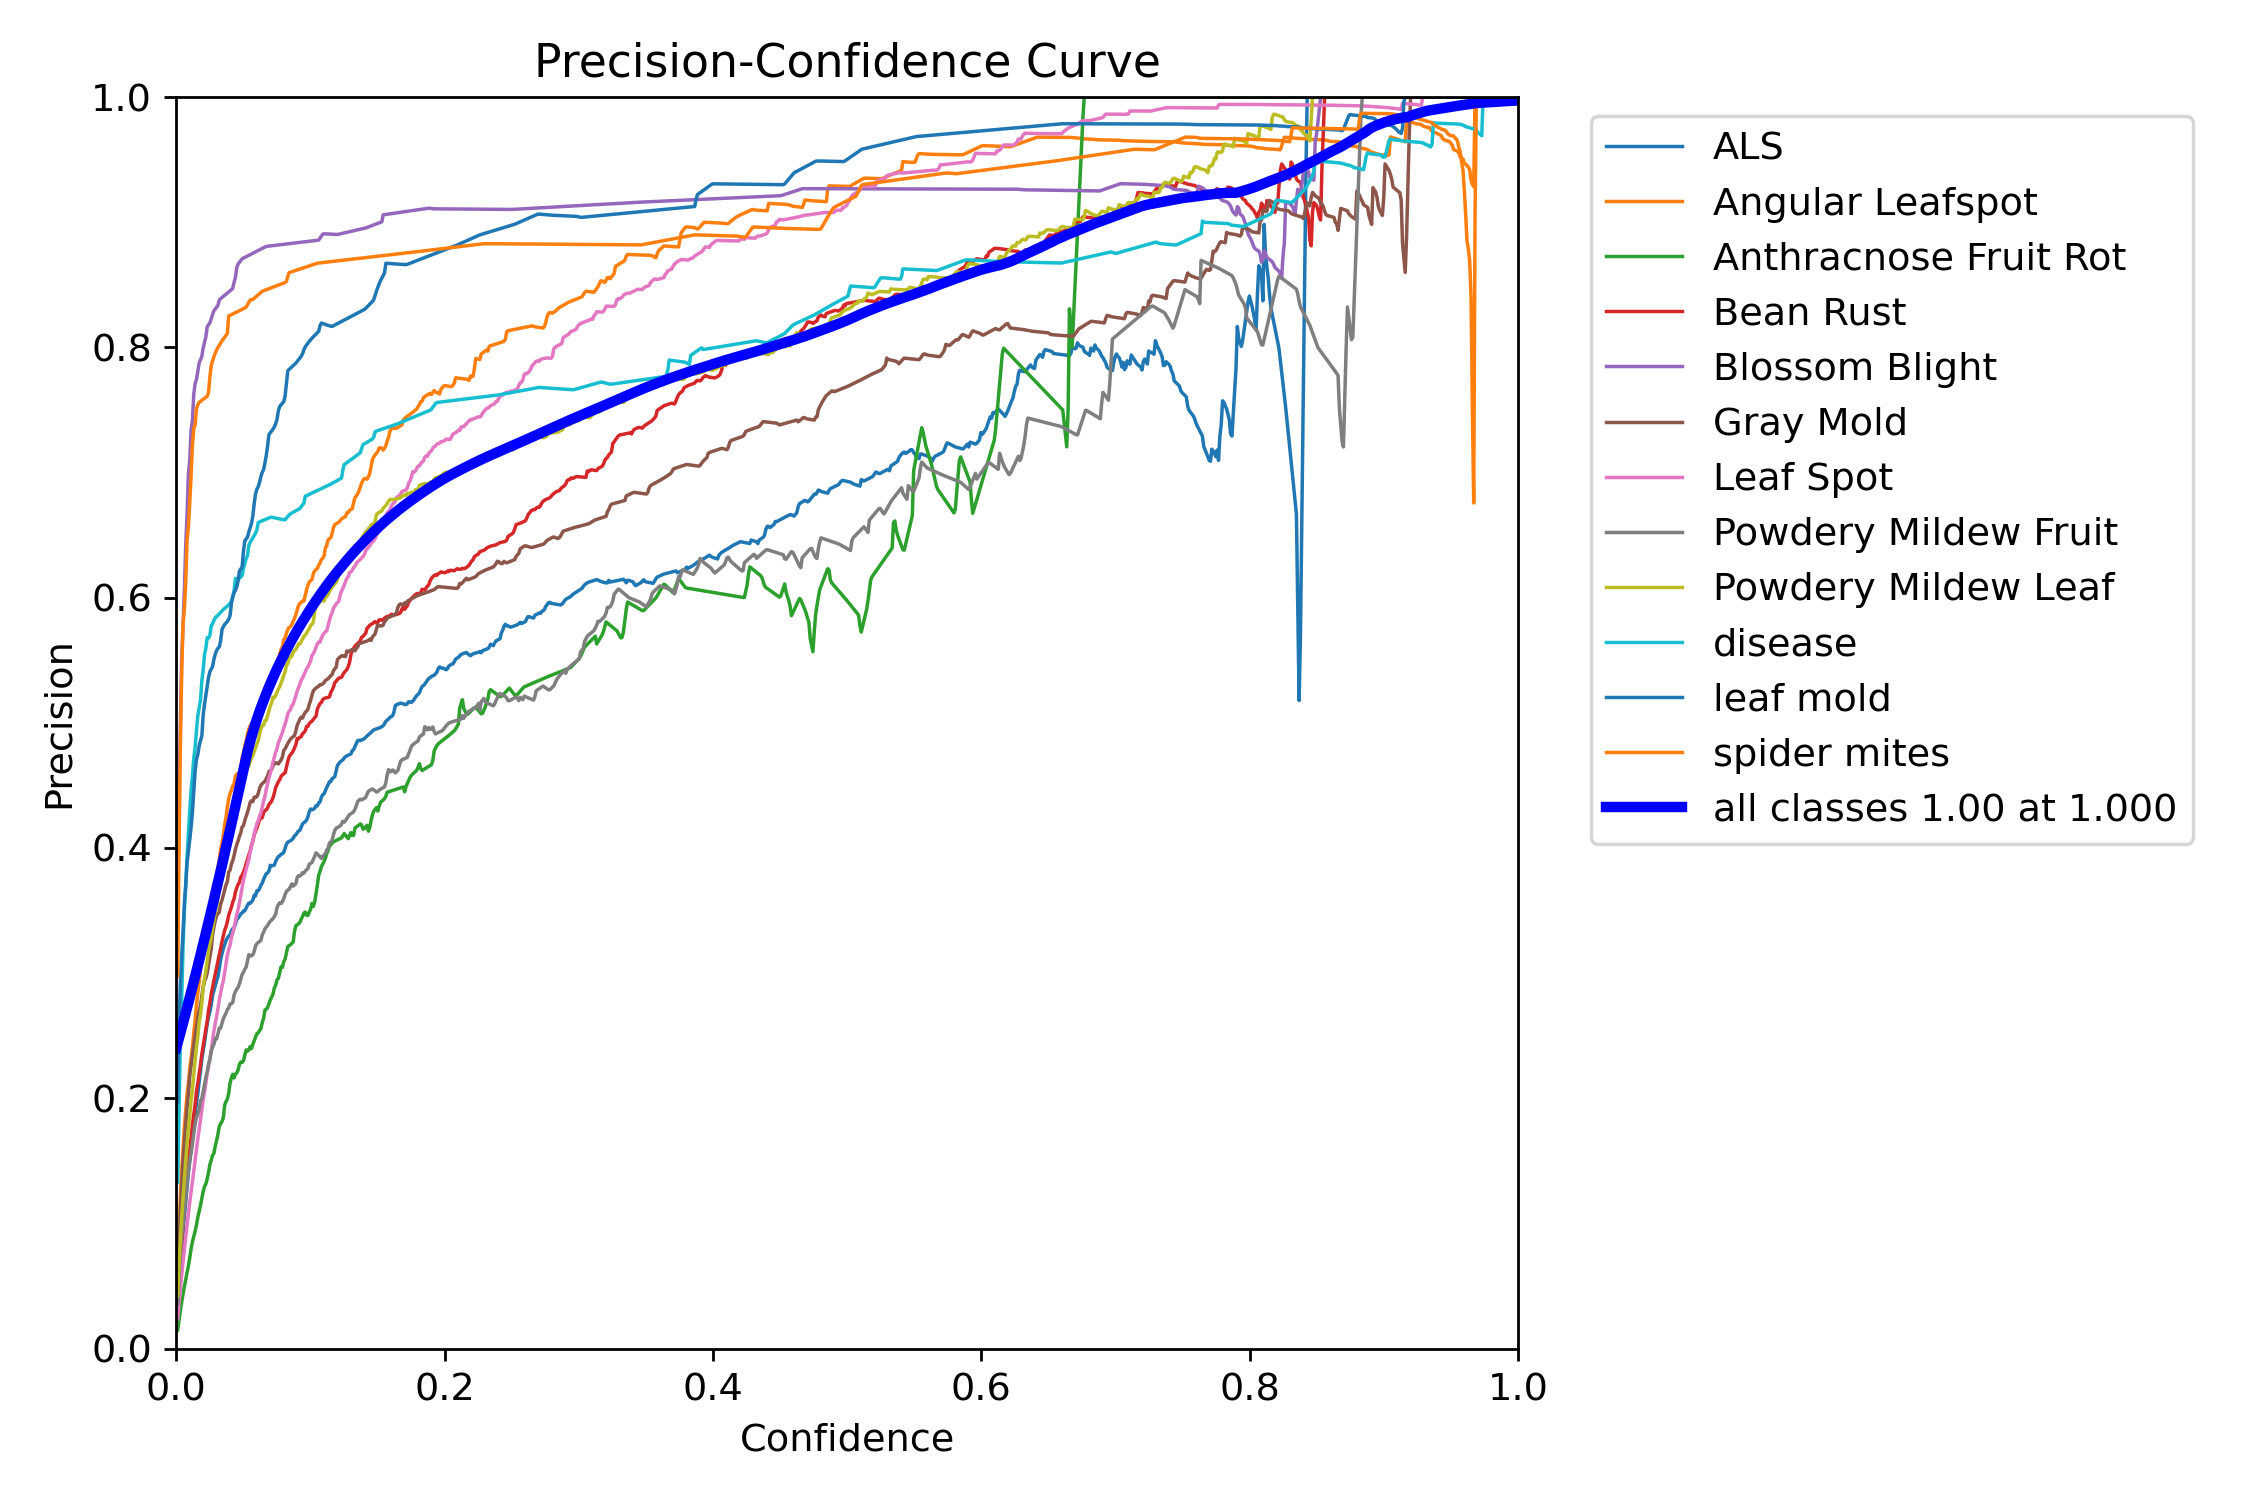 Precision-Confidence Curve
1.0
0.8
0.6
0.4
0.2
0.0
Precision
0.0 0.2 0.4 0.6 0.8 1.0
Confidence
ALS
Angular Leafspot
Anthracnose Fruit Rot
Bean Rust
Blossom Blight
Gray Mold
Leaf Spot
Powdery Mildew Fruit
Powdery Mildew Leaf
disease
leaf mold
spider mites
all classes 1.00 at 1.000